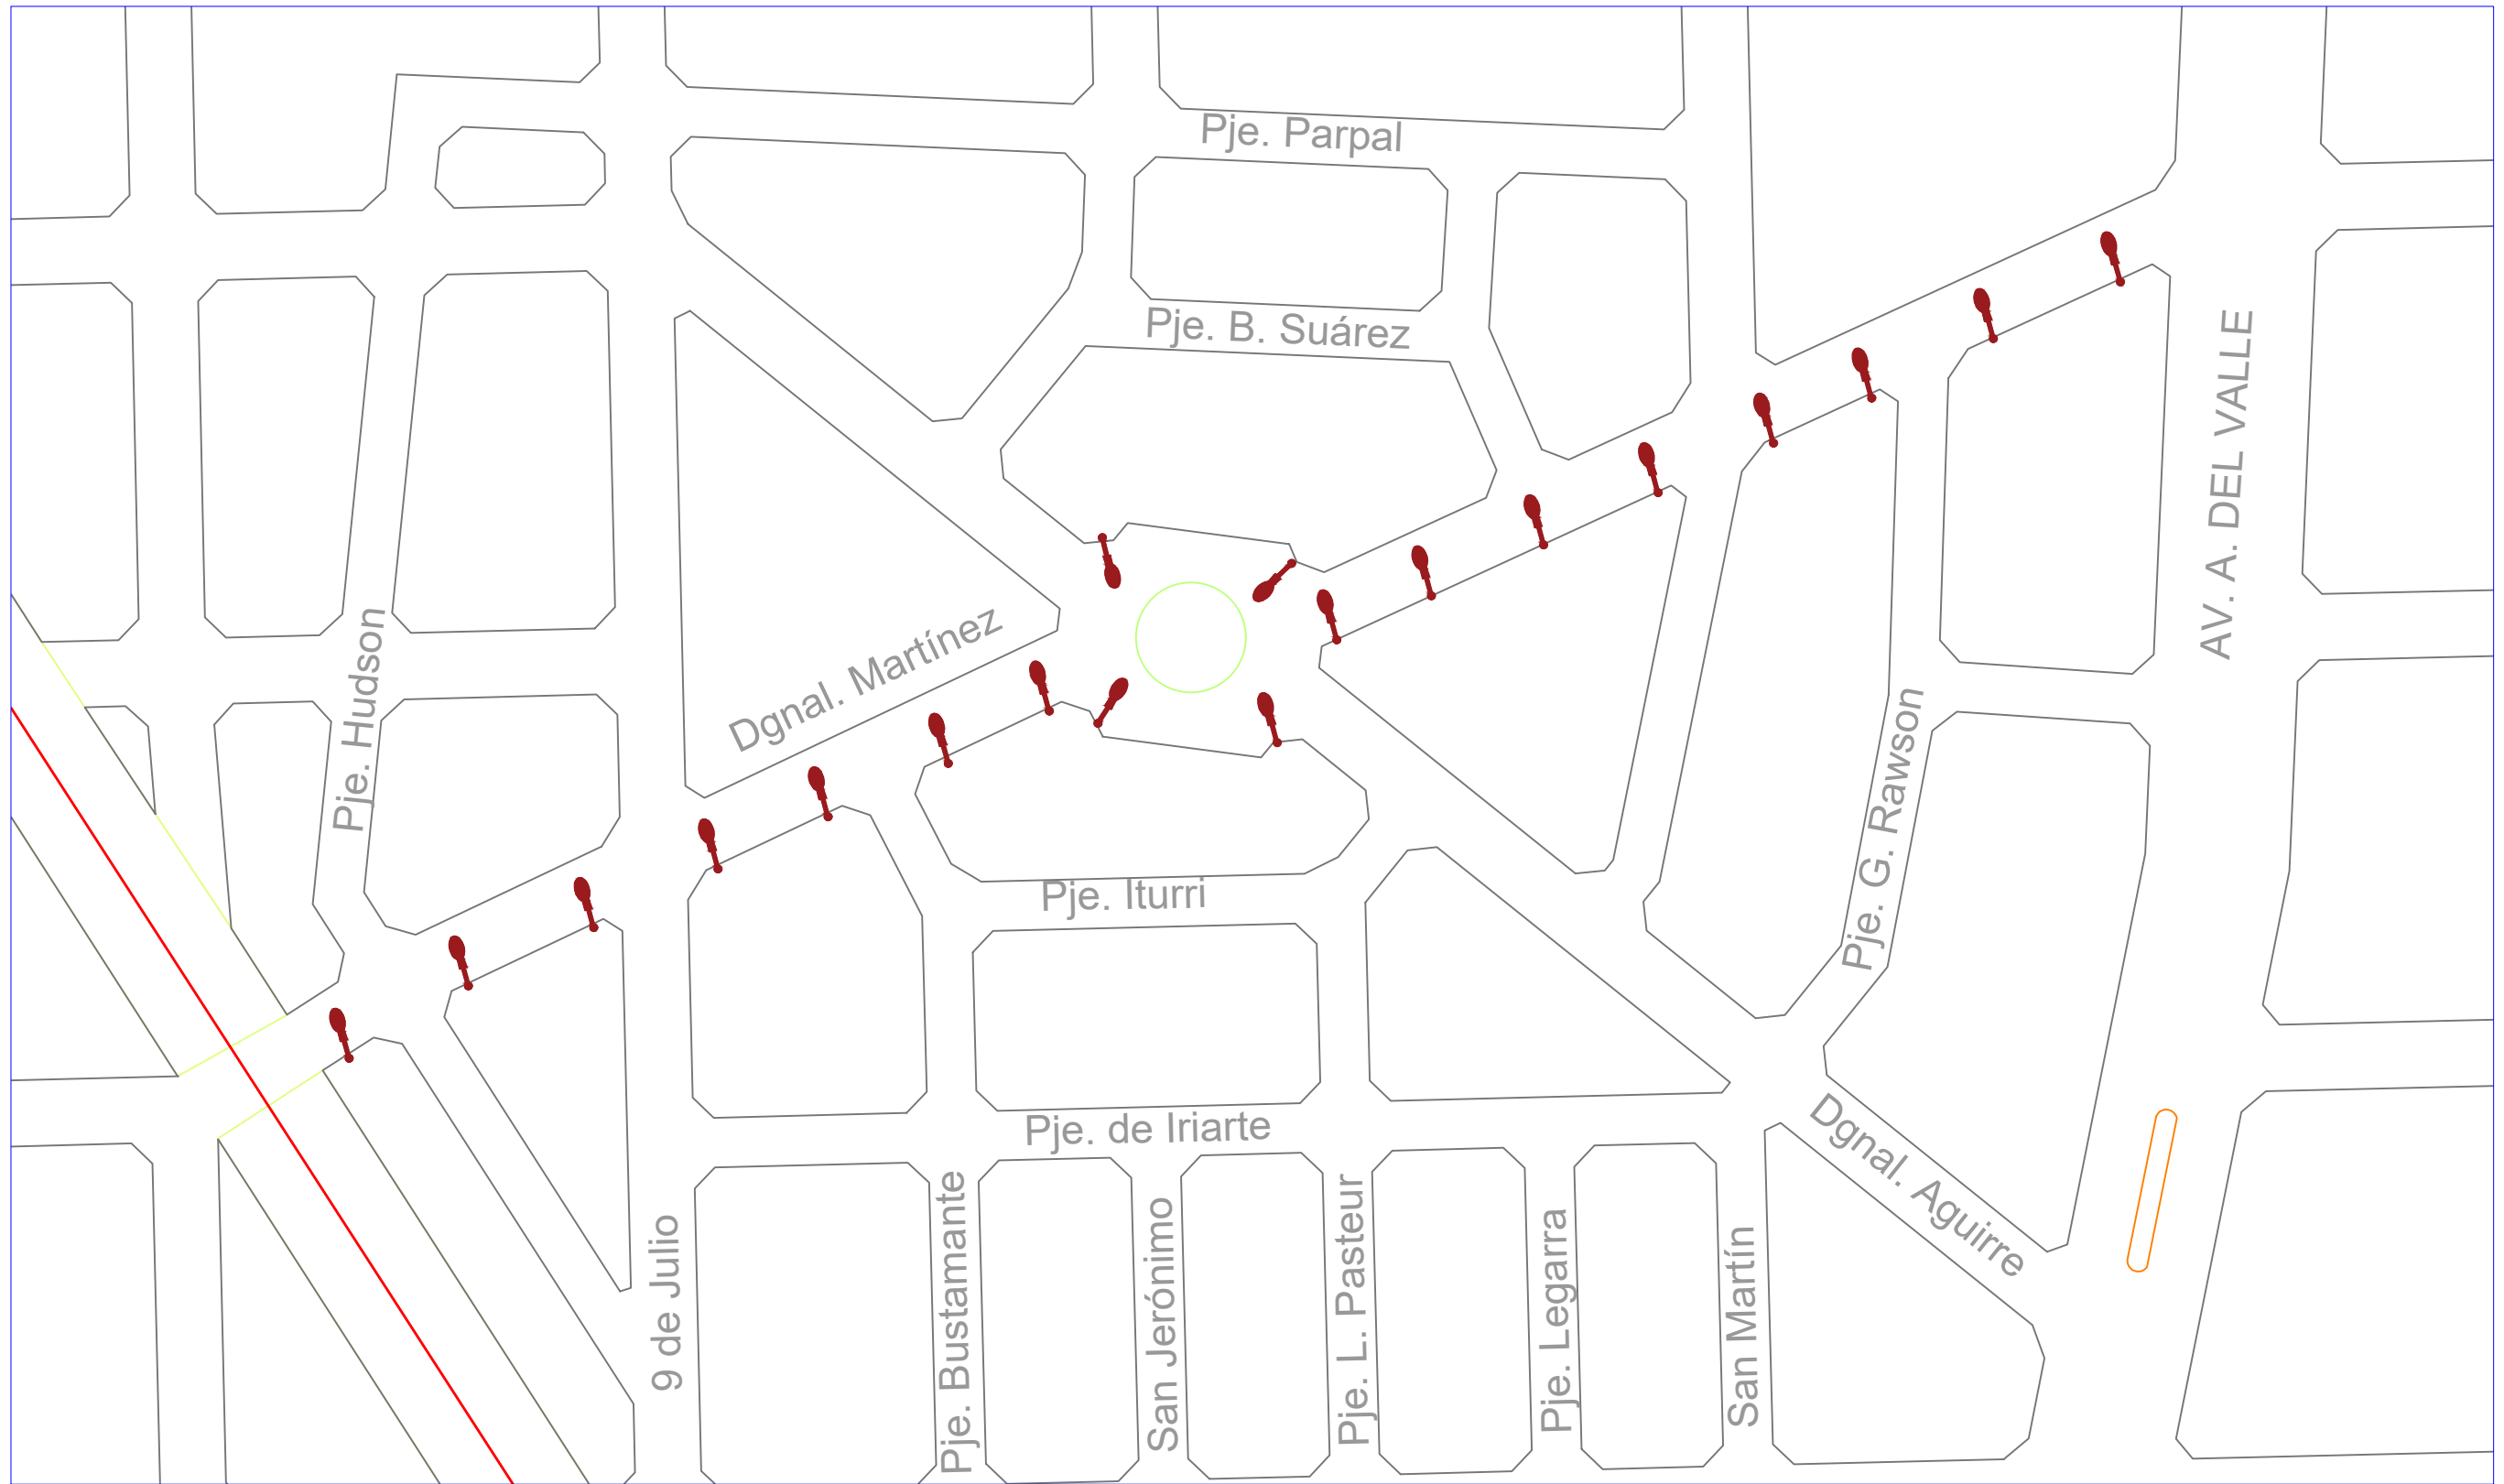 Pje. Parpal
Pje. B. Suárez
AV. A. DEL VALLE
Pje. Hudson
Dgnal. Martínez
Pje. G. Rawson
Pje. Iturri
Pje. de Iriarte
Dgnal. Aguirre
9 de Julio
Pje. Bustamante
San Jerónimo
Pje. L. Pasteur
Pje. Legarra
San Martín